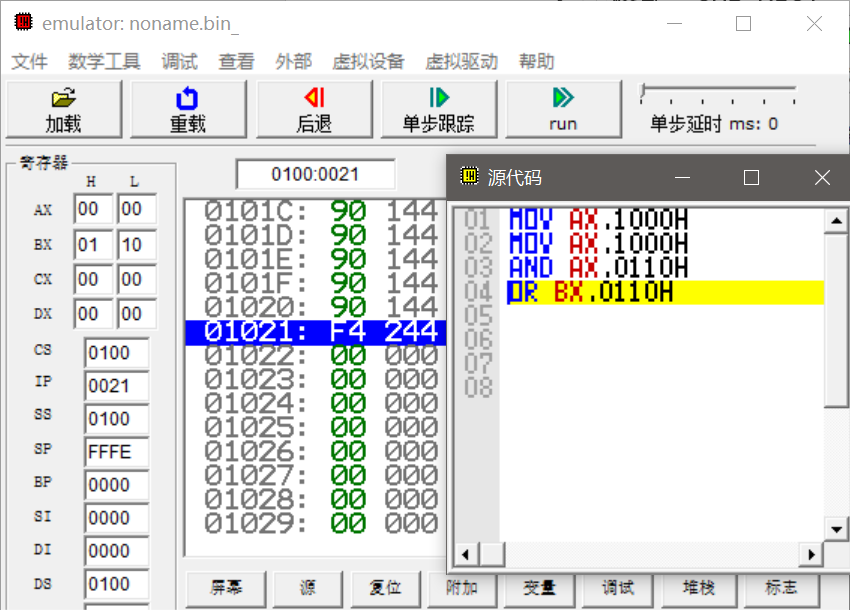 emulator: noname.bin_
文件 数学工具 调试 查看 外部 虚拟设备 虚拟驱动 帮助
加载 重载 后退 单步跟踪 run 单步延时 ms: 0
寄存器
H L
AX 00 00
BX 01 10
CX 00 00
DX 00 00
CS 0100
IP 0021
SS 0100
SP FFFE
BP 0000
SI 0000
DI 0000
DS 0100
0100:0021
0101C: 90 144
0101D: 90 144
0101E: 90 144
0101F: 90 144
01020: 90 144
01021: F4 244
01022: 00 000
01023: 00 000
01024: 00 000
01025: 00 000
01026: 00 000
01027: 00 000
01028: 00 000
01029: 00 000
源代码
01 MOV AX,1000H
02 MOV AX,1000H
03 AND AX,0110H
04 OR BX,0110H
05
06
07
08
屏幕 源 复位 附加 变量 调试 堆栈 标志